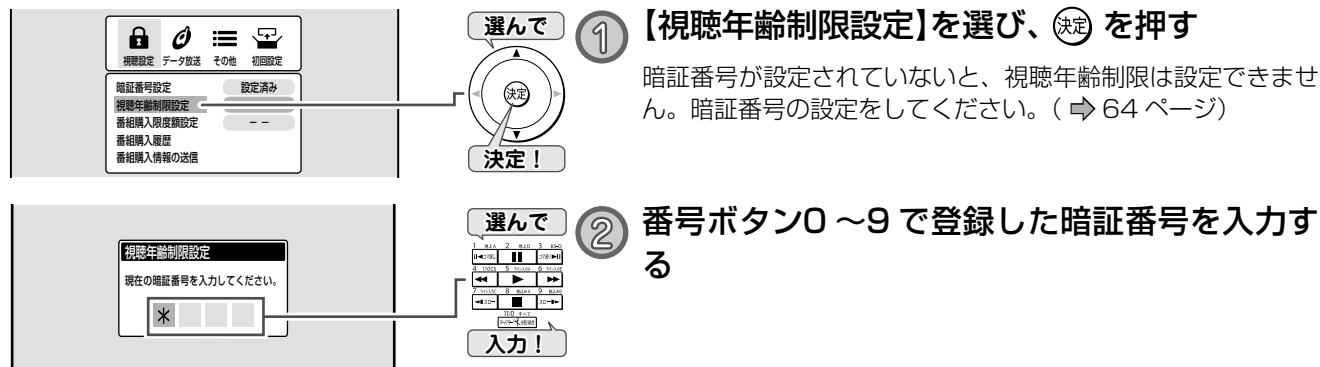 選んで
① 【視聴年齢制限設定】を選び、決定 を押す
視聴設定 データ放送 その他 初回設定
暗証番号設定 設定済み
視聴年齢制限設定
番組購入限度額設定 – –
番組購入履歴
番組購入情報の送信
決定
決定！
暗証番号が設定されていないと、視聴年齢制限は設定できませ
ん。暗証番号の設定をしてください。（ ⇨ 64 ページ）
選んで
② 番号ボタン0 ～9 で登録した暗証番号を入力す
る
視聴年齢制限設定
現在の暗証番号を入力してください。
＊
1 2 3
4 5 6
7 8 9
入力！